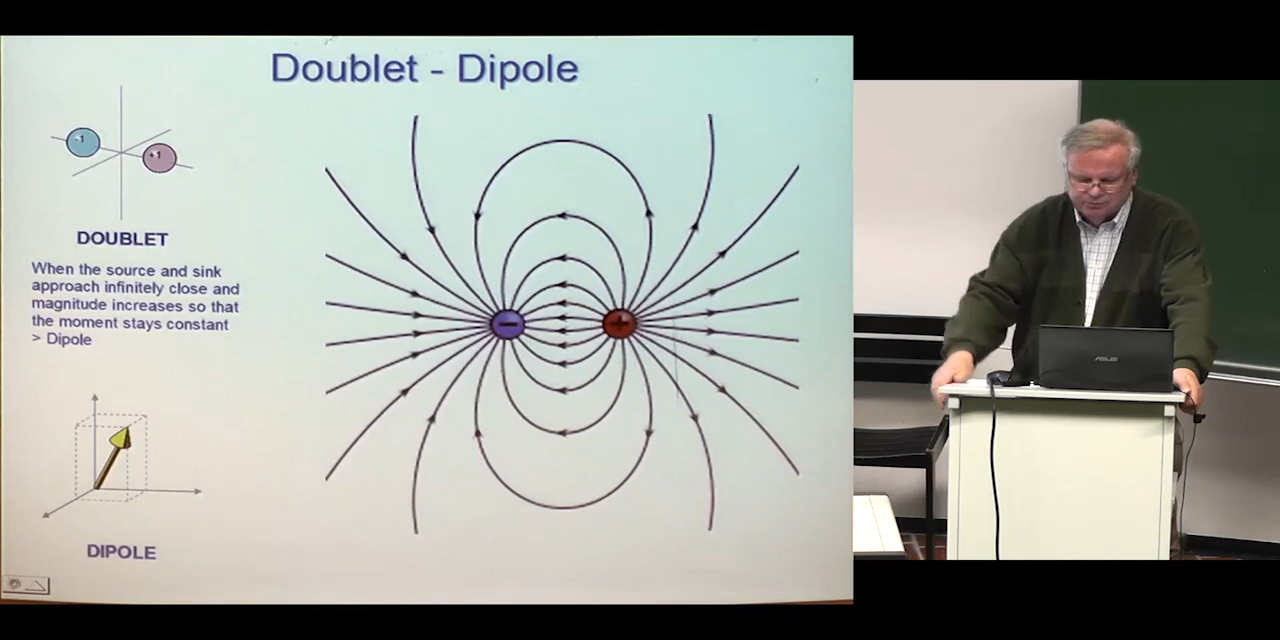 Doublet - Dipole
-1
+1
DOUBLET
When the source and sink
approach infinitely close and
magnitude increases so that
the moment stays constant
> Dipole
DIPOLE
−
+
ASUS